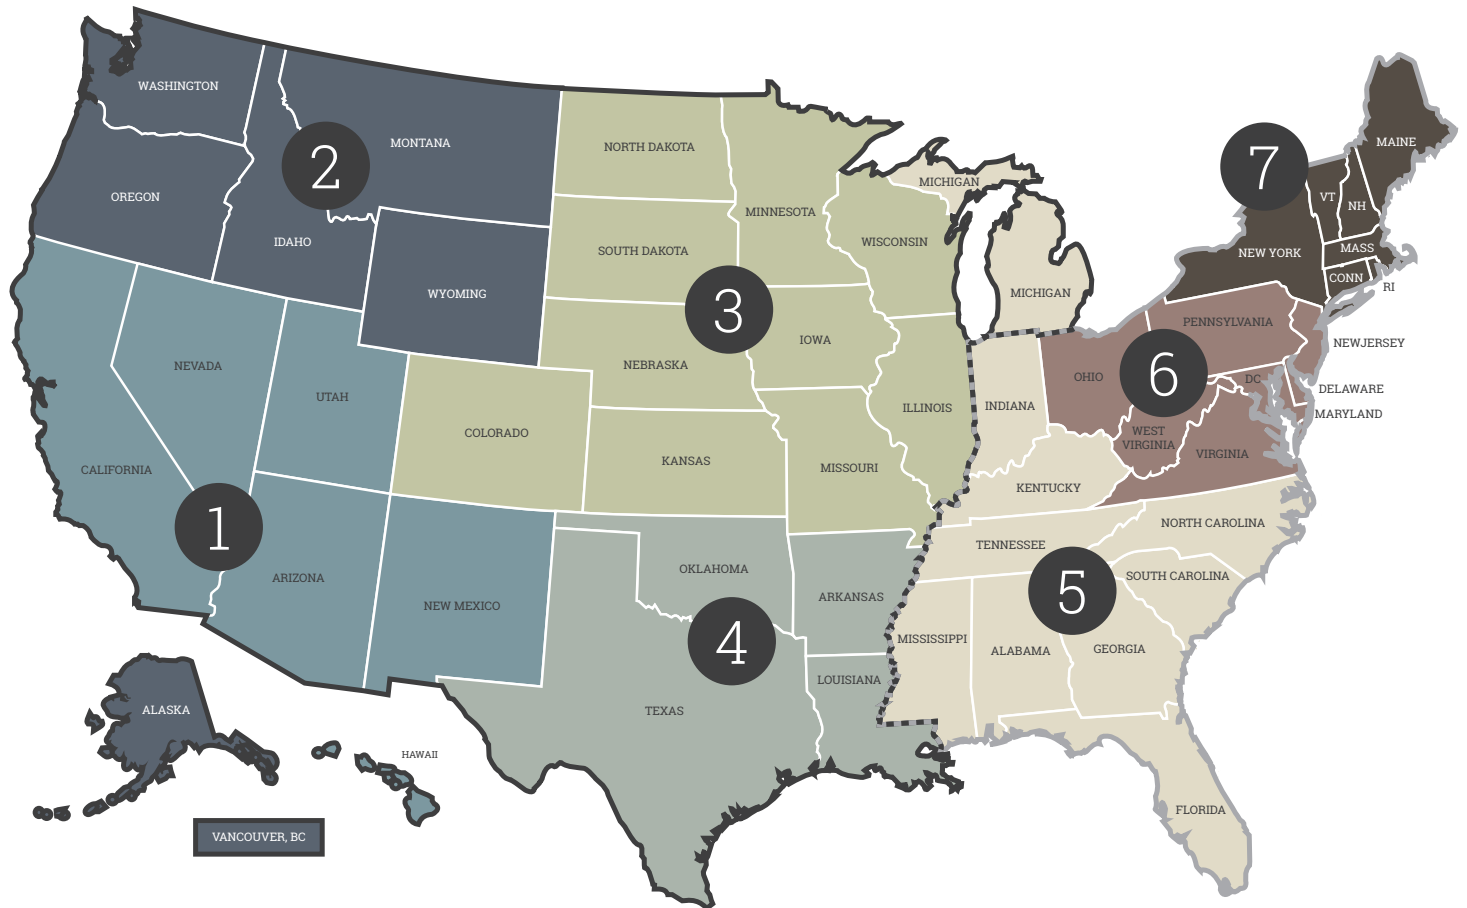 WASHINGTON
MONTANA
2
OREGON
IDAHO
WYOMING
NORTH DAKOTA
SOUTH DAKOTA
MINNESOTA
WISCONSIN
MICHIGAN
MICHIGAN
3
NEBRASKA
IOWA
ILLINOIS
COLORADO
KANSAS
MISSOURI
7
MAINE
VT
NH
NEW YORK
MASS
CONN
RI
PENNSYLVANIA
NEWJERSEY
6
OHIO
DC
DELAWARE
MARYLAND
WEST
VIRGINIA
VIRGINIA
INDIANA
KENTUCKY
NEVADA
UTAH
CALIFORNIA
1
ARIZONA
NEW MEXICO
OKLAHOMA
ARKANSAS
4
TEXAS
LOUISIANA
TENNESSEE
NORTH CAROLINA
SOUTH CAROLINA
5
MISSISSIPPI
ALABAMA
GEORGIA
FLORIDA
ALASKA
HAWAII
VANCOUVER, BC